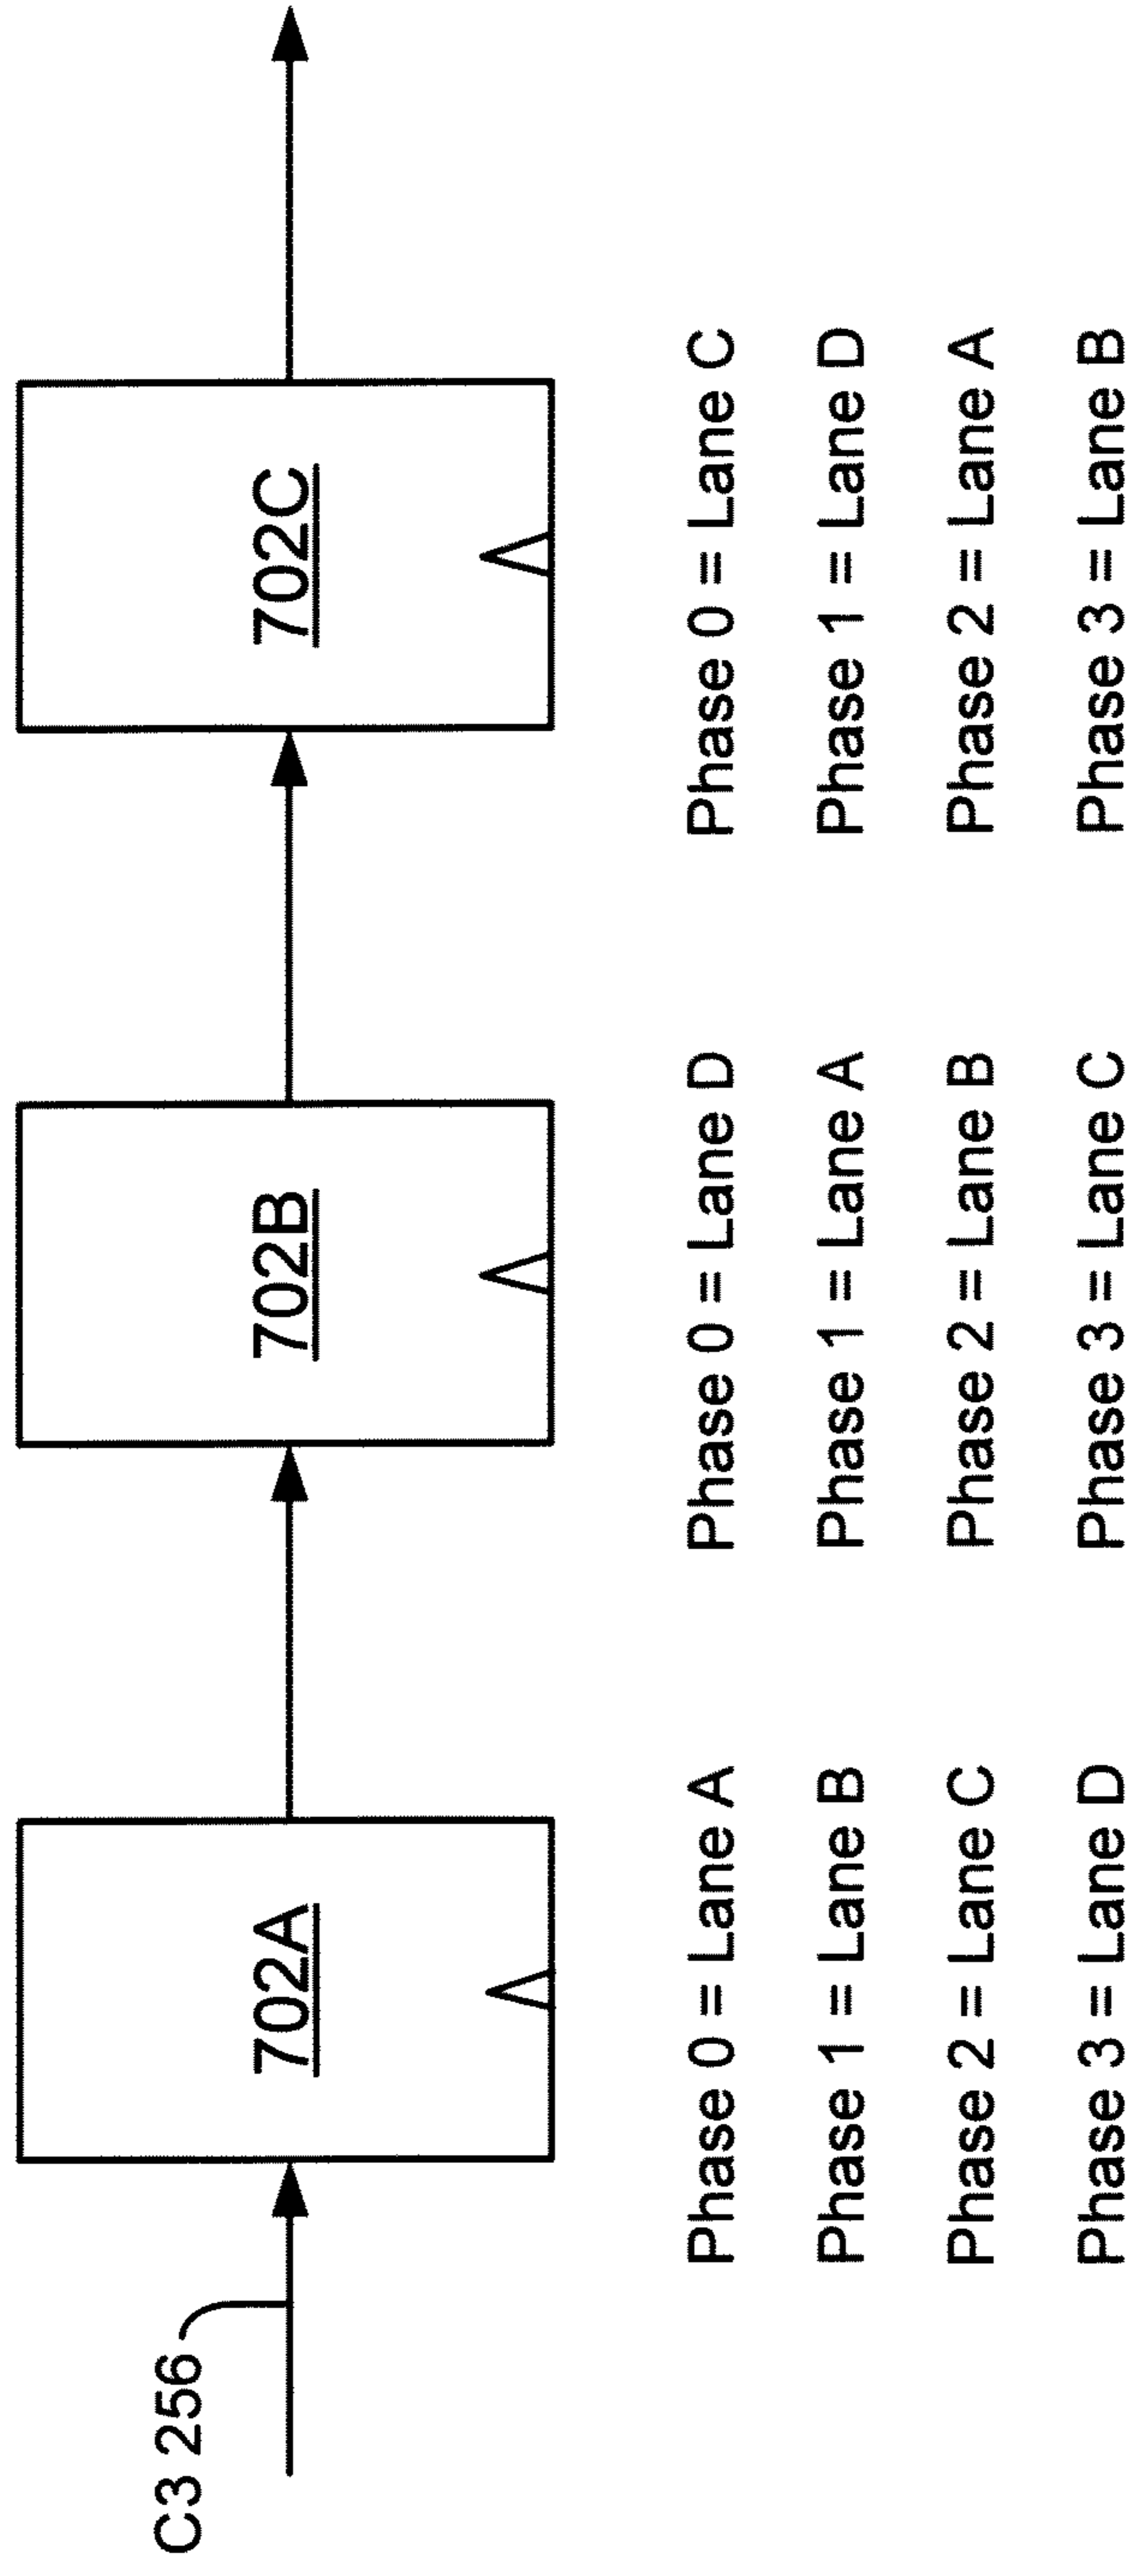 C3 256
702A
702B
702C
Phase 0 = Lane A
Phase 1 = Lane B
Phase 2 = Lane C
Phase 3 = Lane D
Phase 0 = Lane D
Phase 1 = Lane A
Phase 2 = Lane B
Phase 3 = Lane C
Phase 0 = Lane C
Phase 1 = Lane D
Phase 2 = Lane A
Phase 3 = Lane B